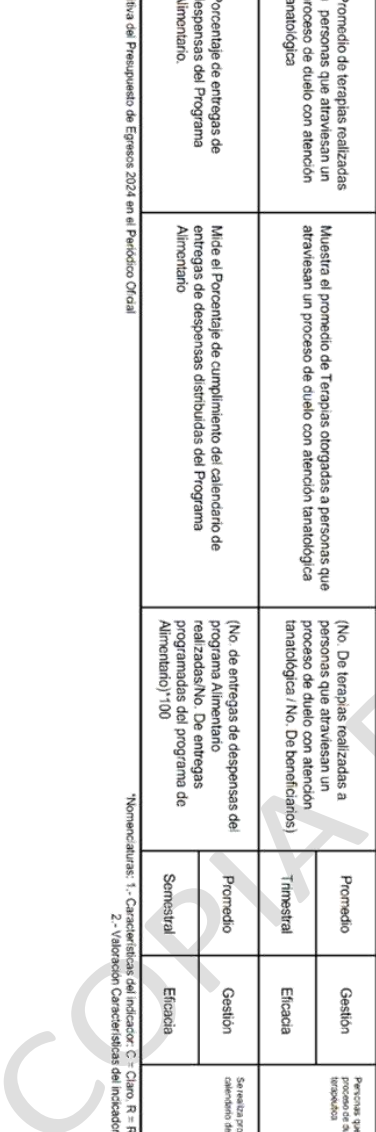 Promedio de terapias realizadas
personas que atraviesan un
proceso de duelo con atención
tanatológica
Muestra el promedio de Terapias otorgadas a personas que
atraviesan un proceso de duelo con atención tanatológica
(No. De terapias realizadas a
personas que atraviesan un
proceso de duelo con atención
tanatológica / No. De beneficiarios)
Promedio
Trimestral
Gestión
Eficacia
Personas que
proceso de du
terapéutica
Porcentaje de entregas de
despensas del Programa
Alimentario.
Mide el Porcentaje de cumplimiento del calendario de
entregas de despensas distribuidas del Programa
Alimentario
(No. de entregas de despensas del
programa Alimentario
realizadas/No. De entregas
programadas del programa de
Alimentario)*100
Promedio
Semestral
Gestión
Eficacia
Se realiza pro
calendario de
tiva del Presupuesto de Egresos 2024 en el Periódico Oficial
*Nomenclaturas: 1.- Características del indicador: C = Claro, R = R
2.- Valoración Características del indicador
COPIA